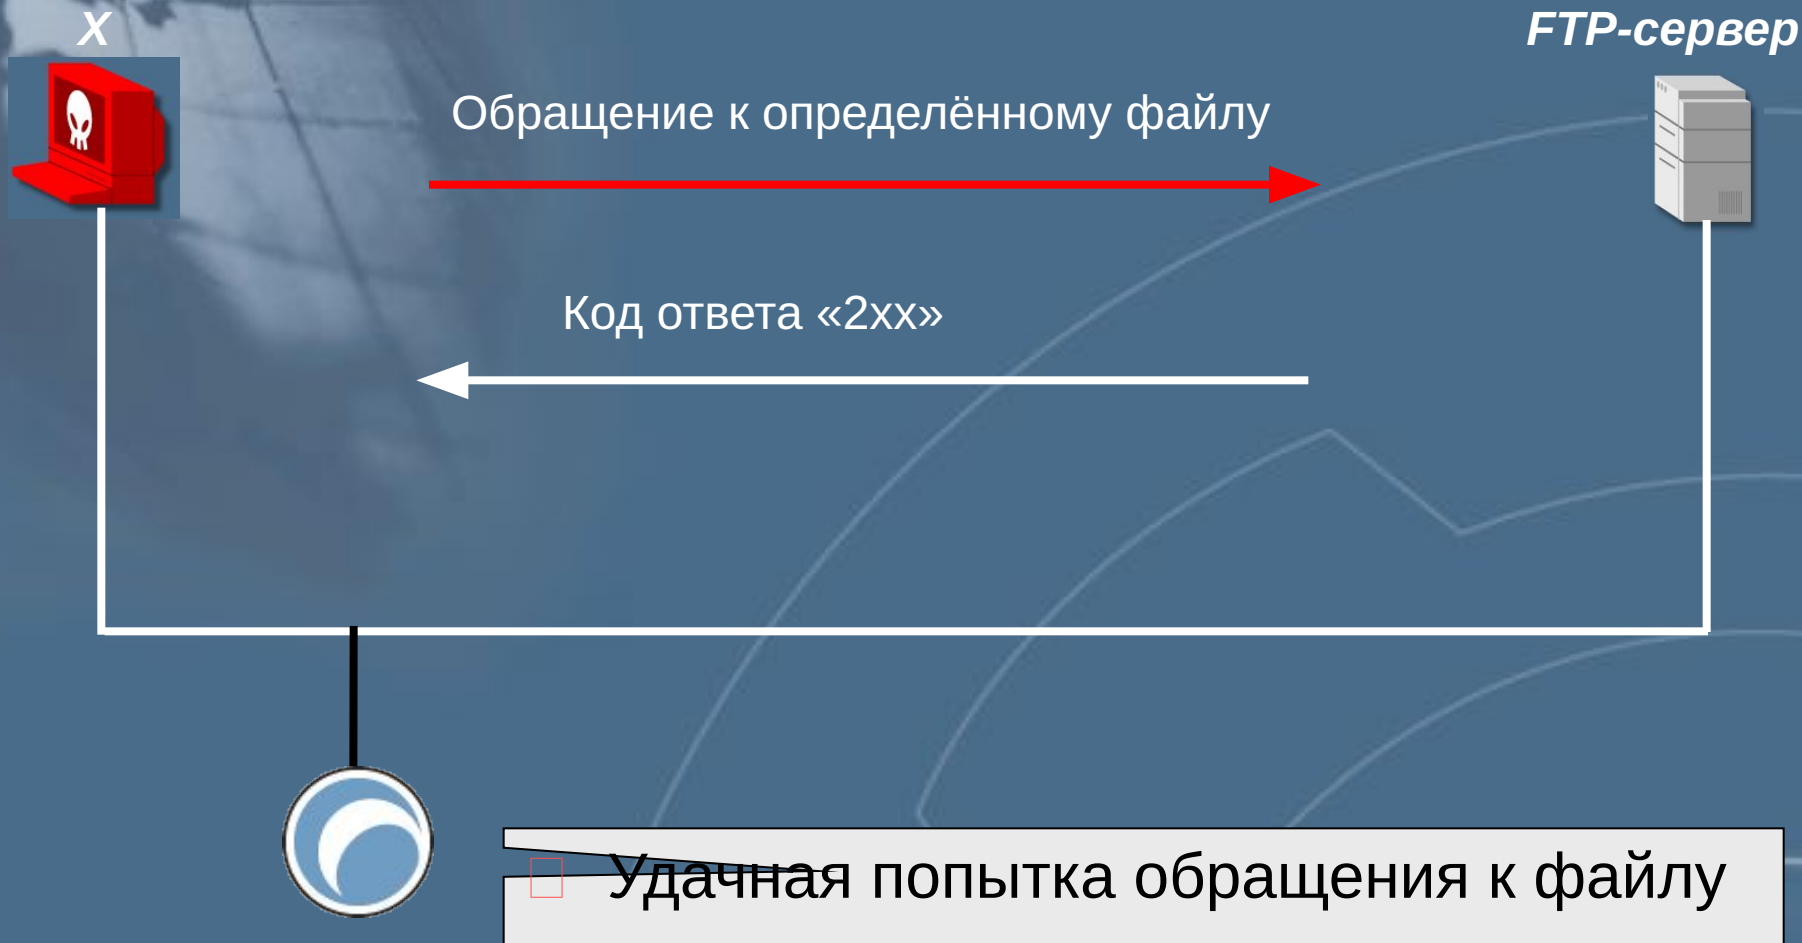 X
FTP-сервер
Обращение к определённому файлу
Код ответа «2xx»
Удачная попытка обращения к файлу